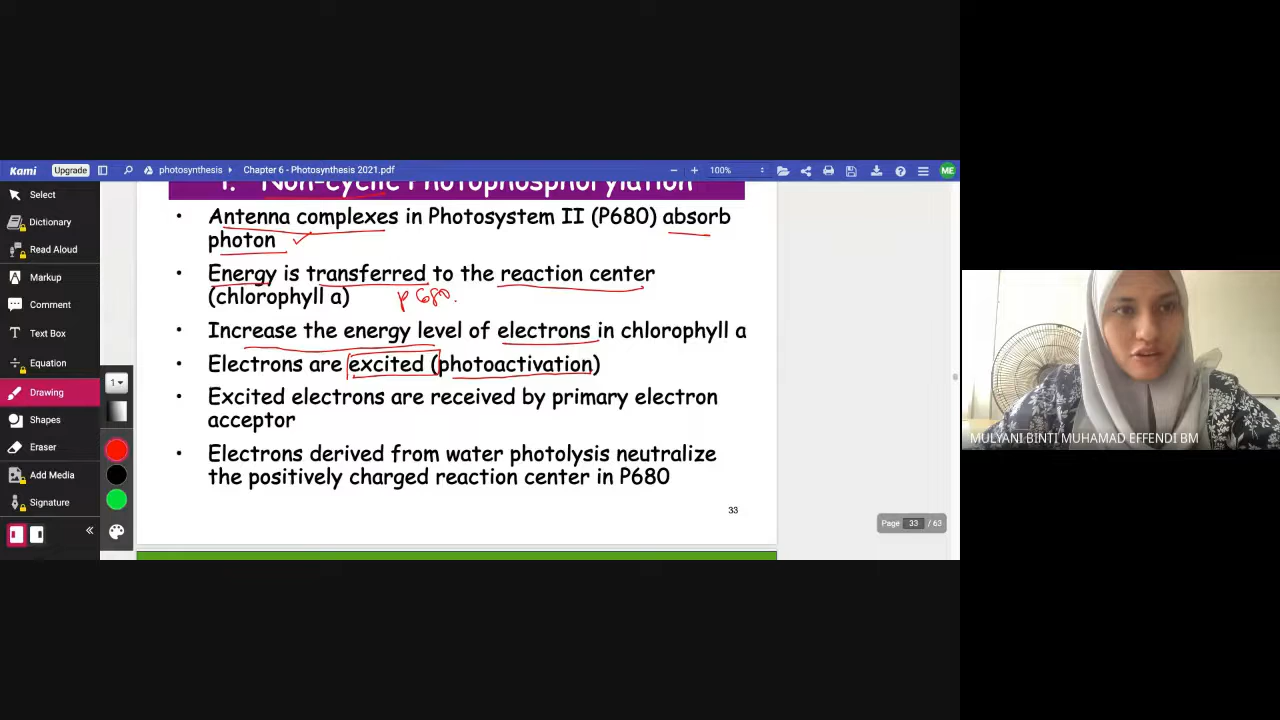 Kami Upgrade photosynthesis Chapter 6 - Photosynthesis 2021.pdf 100% ME
Select
Dictionary
Read Aloud
Markup
Comment
Text Box
Equation
Drawing
Shapes
Eraser
Add Media
Signature
1
1. Non-cyclic Photophosphorylation
• Antenna complexes in Photosystem II (P680) absorb
photon
• Energy is transferred to the reaction center
(chlorophyll a) P680.
• Increase the energy level of electrons in chlorophyll a
• Electrons are excited (photoactivation)
• Excited electrons are received by primary electron
acceptor
• Electrons derived from water photolysis neutralize
the positively charged reaction center in P680
33
Page 33 / 63
MULYANI BINTI MUHAMAD EFFENDI BM